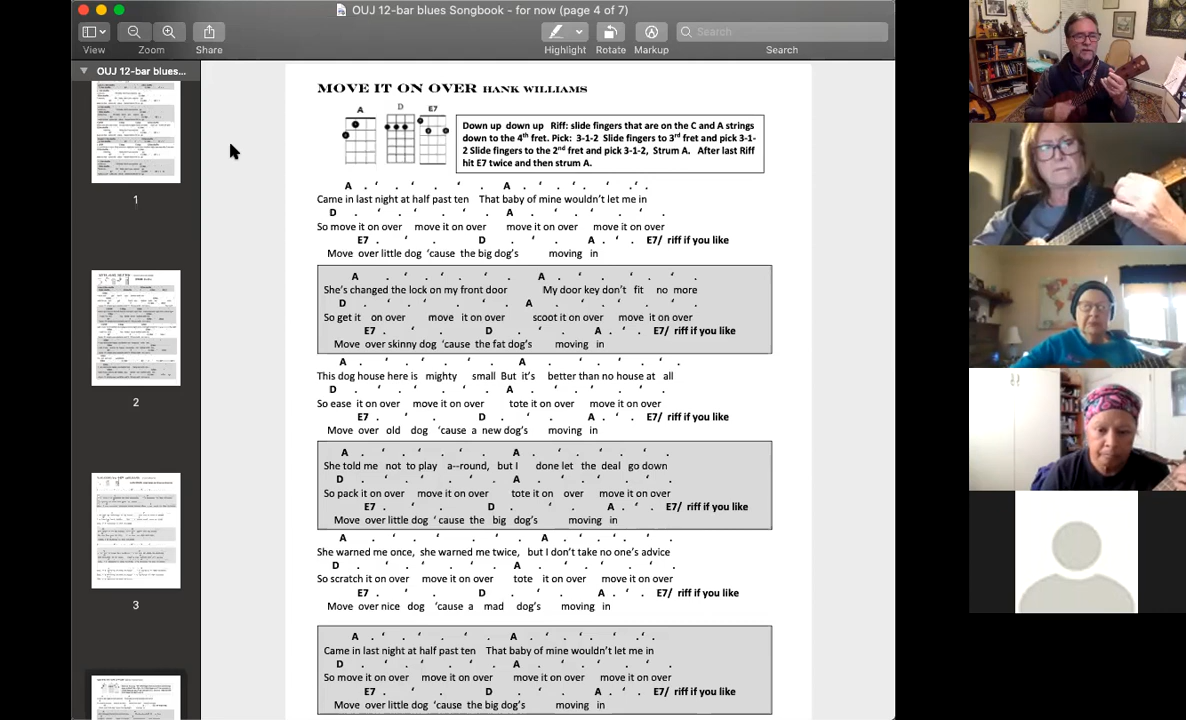 OUJ 12-bar blues Songbook - for now (page 4 of 7)
View Zoom Share Highlight Rotate Markup Search
Search
OUJ 12-bar blues...
1
2
3
MOVE IT ON OVER HANK WILLIAMS
A D E7
Down up down up then slide fingers that are on the C and A strings
down to the 4th fret. Pick: 3-1-2 Slide fingers to 3rd fret and pick 3-1-
2 Slide fingers to the 2nd fret and pick 3-1-2, Strum A. After last Riff
hit E7 twice and then strum A.
A . ‘ . ‘ . ‘ . A . ‘ . ‘ . ‘ .
Came in last night at half past ten That baby of mine wouldn’t let me in
D . ‘ . ‘ . ‘ . A . ‘ . ‘ . ‘ .
So move it on over move it on over move it on over move it on over
E7 . ‘ . D . ‘ . A . ‘ . E7/ riff if you like
Move over little dog ‘cause the big dog’s moving in
A . ‘ . ‘ . ‘ . A . ‘ . ‘ . ‘ .
She’s changed the lock on my front door My door key don’t fit no more
D . ‘ . ‘ . ‘ . A . ‘ . ‘ . ‘ .
So get it on over move it on over scoot it on over move it on over
E7 . ‘ . D . ‘ . A . ‘ . E7/ riff if you like
Move over skinny dog ‘cause the fat dog’s moving in
A . ‘ . ‘ . ‘ . A . ‘ . ‘ . ‘ .
This dog house here is mighty small But it’s better than no house at all
D . ‘ . ‘ . ‘ . A . ‘ . ‘ . ‘ .
So ease it on over move it on over tote it on over move it on over
E7 . ‘ . D . ‘ . A . ‘ . E7/ riff if you like
Move over old dog ‘cause a new dog’s moving in
A . ‘ . ‘ . ‘ . A . ‘ . ‘ . ‘ .
She told me not to play a--round, but I done let the deal go down
D . ‘ . ‘ . ‘ . A . ‘ . ‘ . ‘ .
So pack it on over move it on over tote it on over move it on over
E7 . ‘ . D . ‘ . A . ‘ . E7/ riff if you like
Move over little dog ‘cause the big dog’s moving in
A . ‘ . ‘ . ‘ . A . ‘ . ‘ . ‘ .
She warned me once, she warned me twice, but I don’t take no one’s advice
D . ‘ . ‘ . ‘ . A . ‘ . ‘ . ‘ .
So scratch it on over move it on over tote it on over move it on over
E7 . ‘ . D . ‘ . A . ‘ . E7/ riff if you like
Move over nice dog ‘cause a mad dog’s moving in
A . ‘ . ‘ . ‘ . A . ‘ . ‘ . ‘ .
Came in last night at half past ten That baby of mine wouldn’t let me in
D . ‘ . ‘ . ‘ . A . ‘ . ‘ . ‘ .
So move it on over move it on over move it on over move it on over
E7 . ‘ . D . ‘ . A . ‘ . E7/ riff if you like
Move over little dog ‘cause the big dog’s moving in